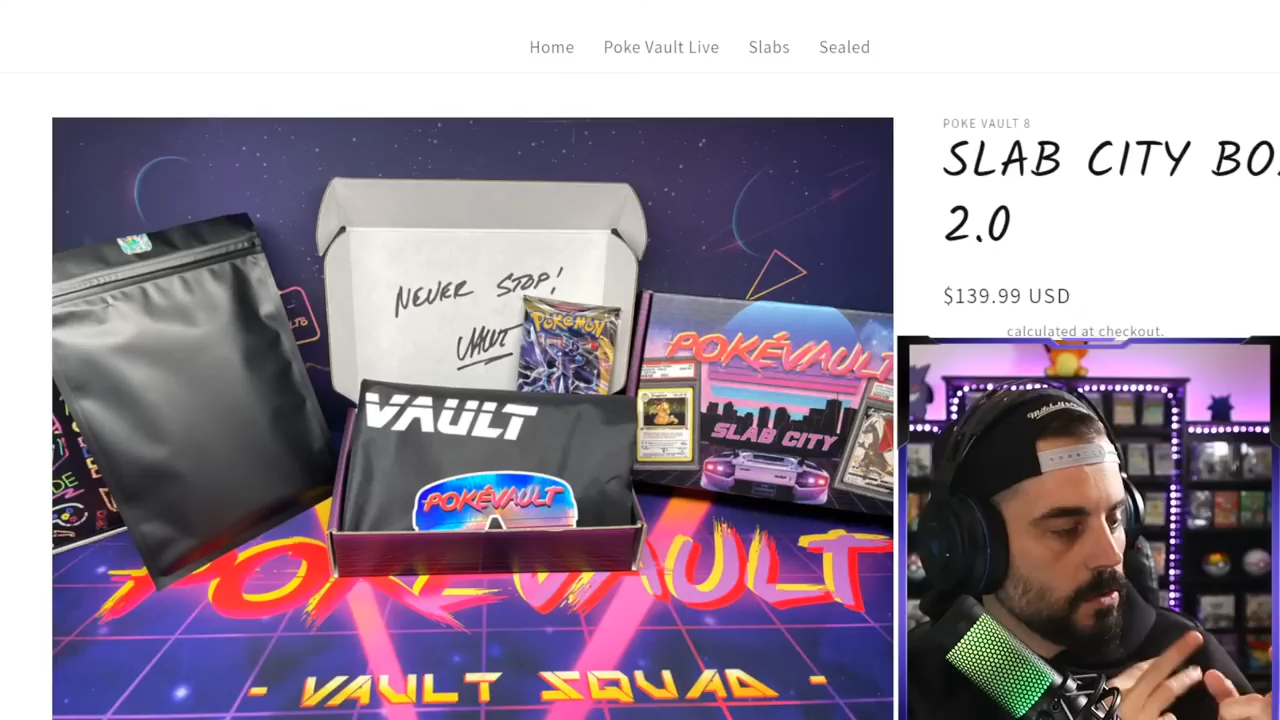 Home Poke Vault Live Slabs Sealed
POKE VAULT 8
SLAB CITY
2.0
$139.99 USD
calculated at checkout.
NEVER STOP!
VAULT
POKÉMON
VAULT
POKÉVAULT
POKÉVAULT
SLAB CITY
POKÉVAULT
- VAULT SQUAD -